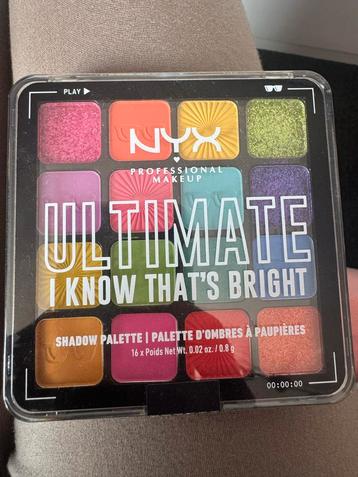 PLAY ▶
NYX
PROFESSIONAL
MAKEUP
ULTIMATE
I KNOW THAT'S BRIGHT
SHADOW PALETTE | PALETTE D'OMBRES À PAUPIÈRES
16 x Poids Net Wt. 0.02 oz. / 0.8 g
00:00:00